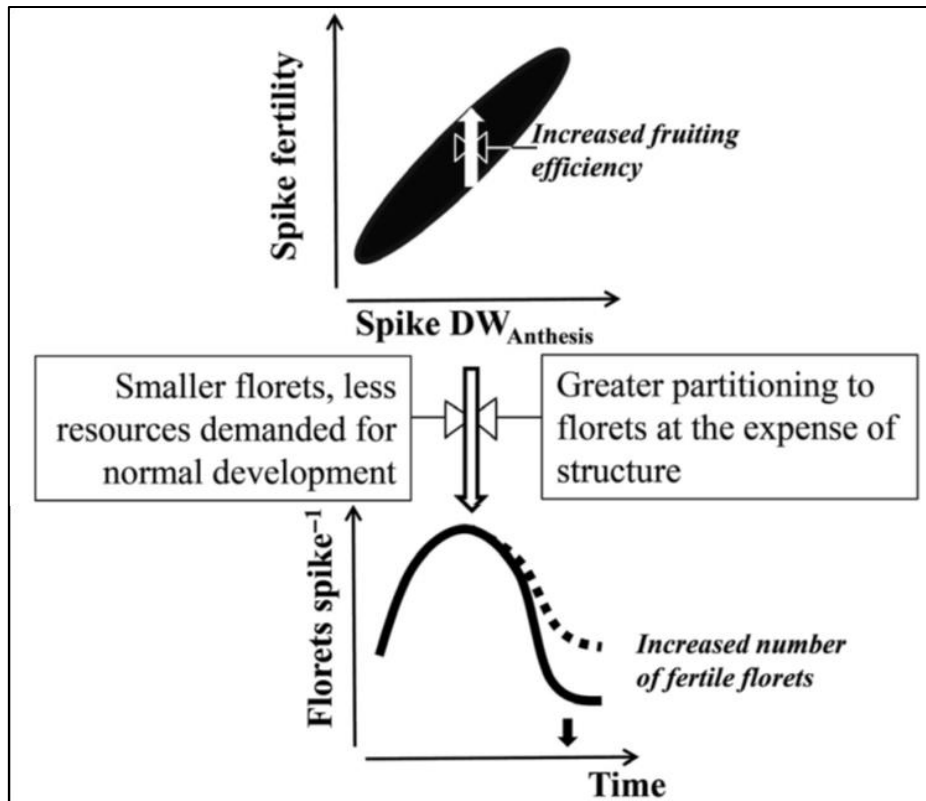 Spike fertility
Increased fruiting
efficiency
Spike DWAnthesis
Smaller florets, less
resources demanded for
normal development
Greater partitioning to
florets at the expense of
structure
Florets spike⁻¹
Increased number
of fertile florets
Time